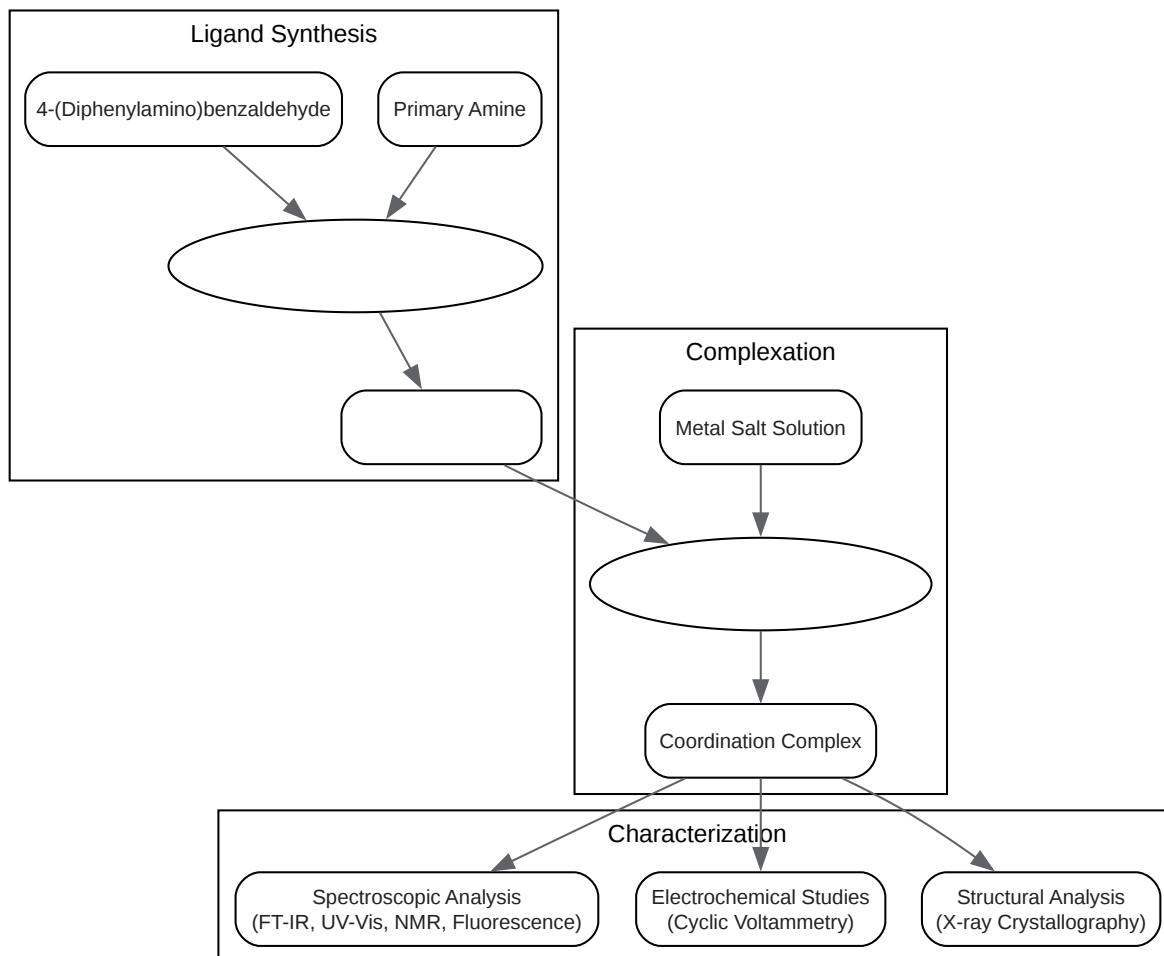 Ligand Synthesis
4-(Diphenylamino)benzaldehyde
Primary Amine
Complexation
Metal Salt Solution
Coordination Complex
Characterization
Spectroscopic Analysis
(FT-IR, UV-Vis, NMR, Fluorescence)
Electrochemical Studies
(Cyclic Voltammetry)
Structural Analysis
(X-ray Crystallography)